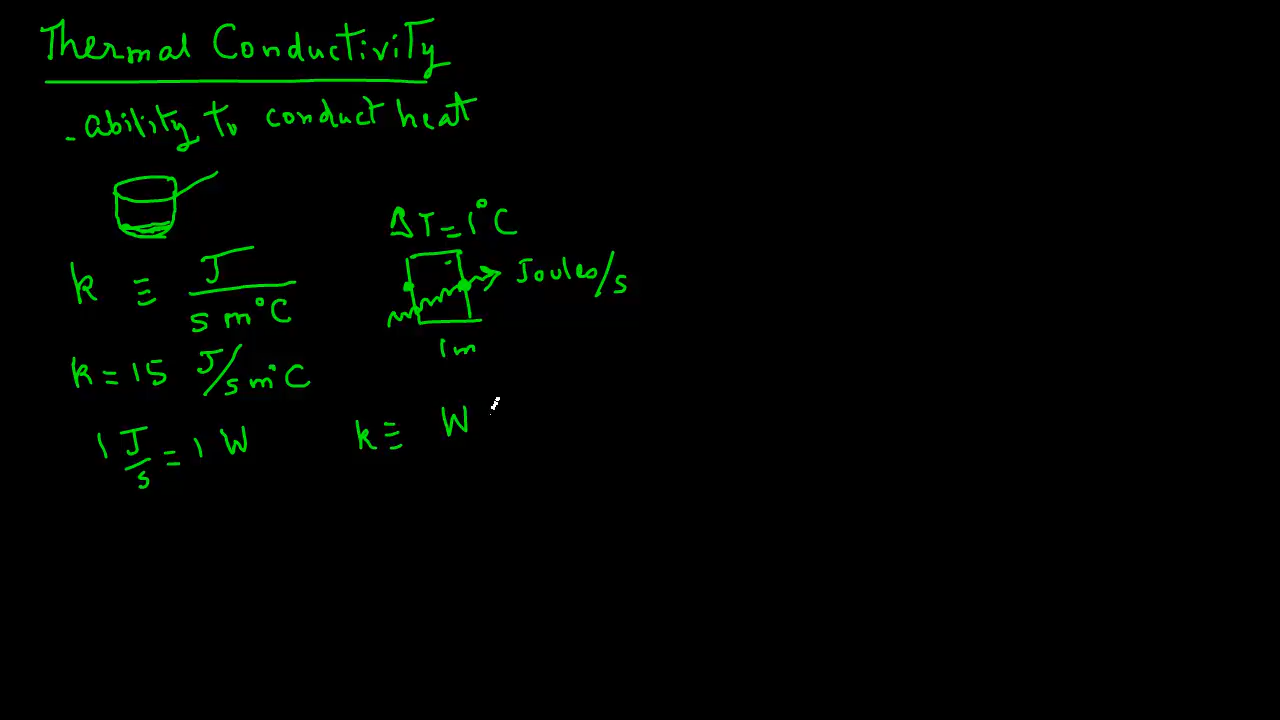 Thermal Conductivity
- ability to conduct heat
ΔT = 1°C
Joules/s
1m
k ≡ J / s m°C
k = 15 J/s m°C
1 J/s = 1 W
k ≡ W